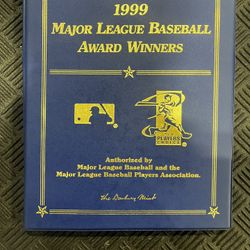 1999
MAJOR LEAGUE BASEBALL
AWARD WINNERS
PLAYERS
CHOICE
Authorized by
Major League Baseball and the
Major League Baseball Players Association.
the Danbury Mint